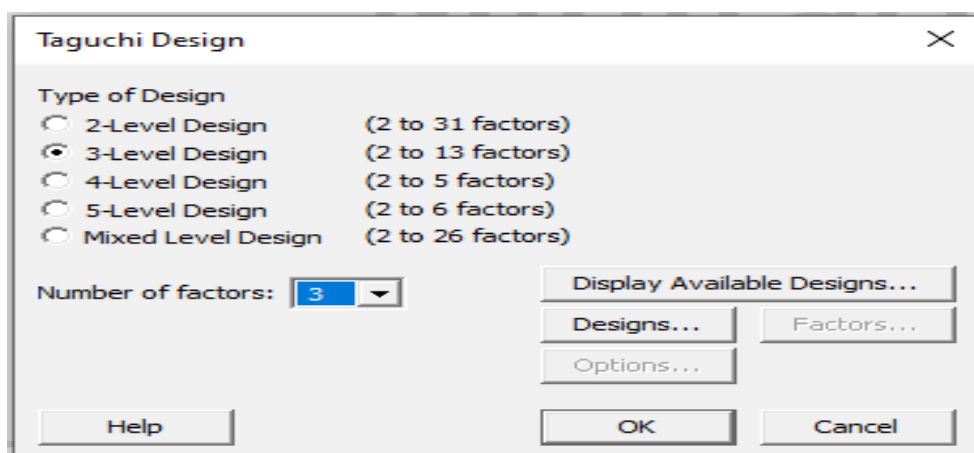 Taguchi Design
Type of Design
2-Level Design (2 to 31 factors)
3-Level Design (2 to 13 factors)
4-Level Design (2 to 5 factors)
5-Level Design (2 to 6 factors)
Mixed Level Design (2 to 26 factors)
Number of factors: 3
Display Available Designs...
Designs... Factors...
Options...
Help OK Cancel